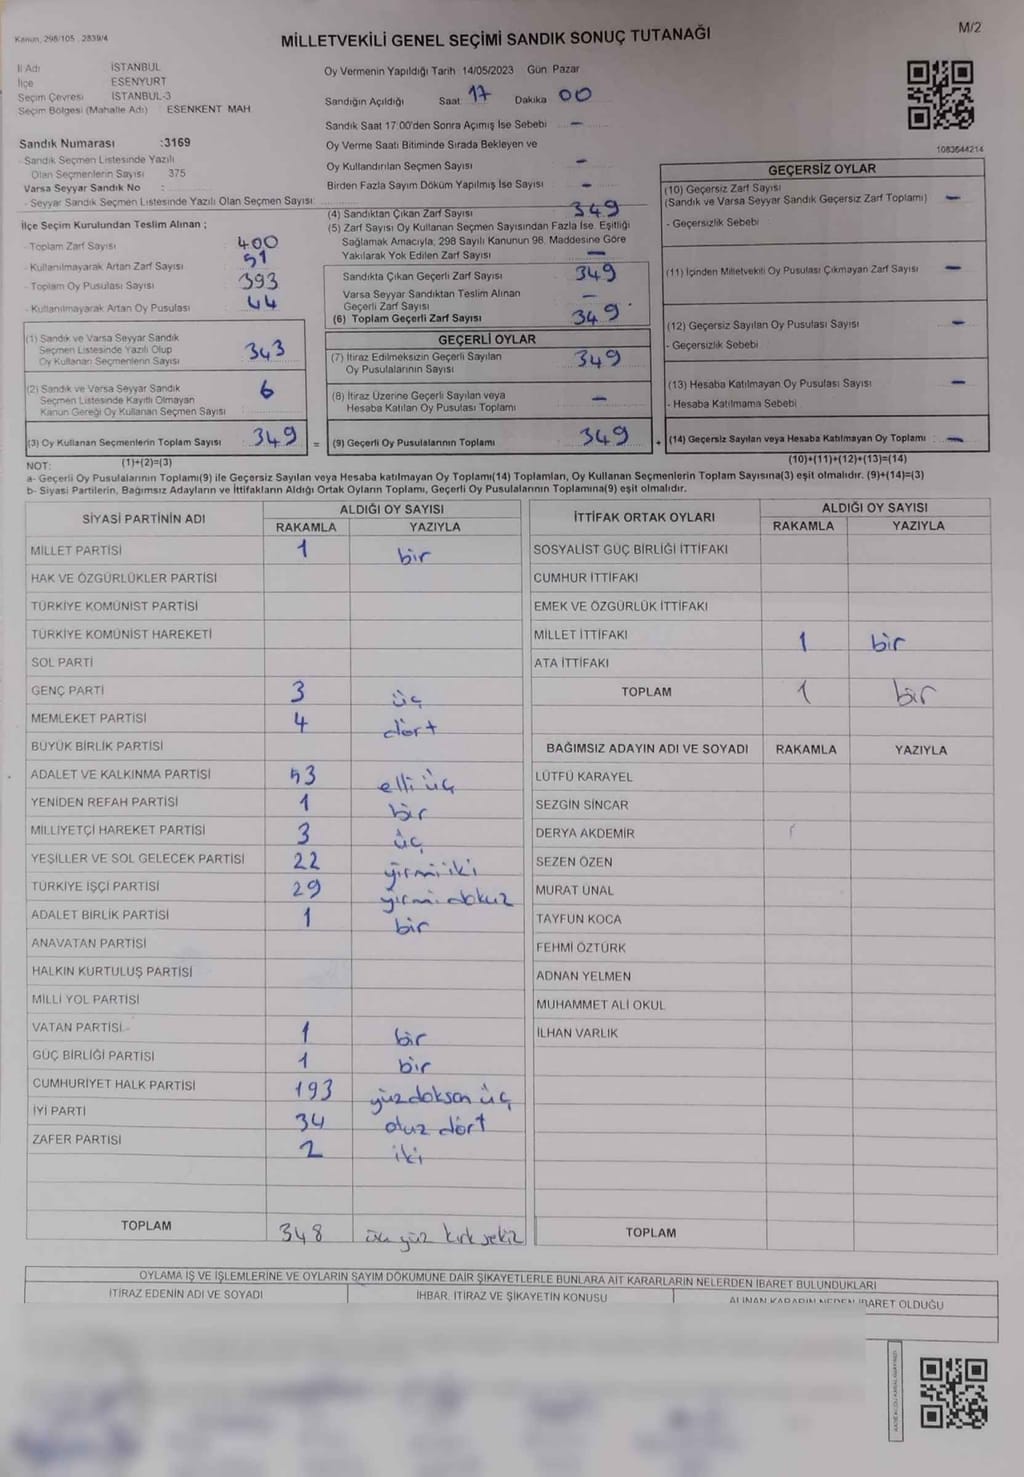 Kanun, 298/105 . 2839/4
MİLLETVEKİLİ GENEL SEÇİMİ SANDIK SONUÇ TUTANAĞI
M/2
İl Adı İSTANBUL
İlçe ESENYURT
Seçim Çevresi İSTANBUL-3
Seçim Bölgesi (Mahalle Adı) ESENKENT MAH.
Sandık Numarası :3169
- Sandık Seçmen Listesinde Yazılı
Olan Seçmenlerin Sayısı 375
Varsa Seyyar Sandık No :
- Seyyar Sandık Seçmen Listesinde Yazılı Olan Seçmen Sayısı:
İlçe Seçim Kurulundan Teslim Alınan ;
- Toplam Zarf Sayısı 400
- Kullanılmayarak Artan Zarf Sayısı 51
- Toplam Oy Pusulası Sayısı 393
- Kullanılmayarak Artan Oy Pusulası 44
(1) Sandık ve Varsa Seyyar Sandık
Seçmen Listesinde Yazılı Olup
Oy Kullanan Seçmenlerin Sayısı 343
(2) Sandık ve Varsa Seyyar Sandık
Seçmen Listesinde Kayıtlı Olmayan
Kanun Gereği Oy Kullanan Seçmen Sayısı 6
(3) Oy Kullanan Seçmenlerin Toplam Sayısı 349 =
Oy Vermenin Yapıldığı Tarih 14/05/2023 Gün Pazar
Sandığın Açıldığı Saat 17 Dakika 00
Sandık Saat 17:00'den Sonra Açımış İse Sebebi -
Oy Verme Saati Bitiminde Sırada Bekleyen ve
Oy Kullandırılan Seçmen Sayısı -
Birden Fazla Sayım Döküm Yapılmış İse Sayısı -
(4) Sandıktan Çıkan Zarf Sayısı 349
(5) Zarf Sayısı Oy Kullanan Seçmen Sayısından Fazla İse, Eşitliği
Sağlamak Amacıyla, 298 Sayılı Kanunun 98. Maddesine Göre
Yakılarak Yok Edilen Zarf Sayısı -
Sandıkta Çıkan Geçerli Zarf Sayısı 349
Varsa Seyyar Sandıktan Teslim Alınan
Geçerli Zarf Sayısı -
(6) Toplam Geçerli Zarf Sayısı 349
GEÇERLİ OYLAR
(7) İtiraz Edilmeksizin Geçerli Sayılan
Oy Pusulalarının Sayısı 349
(8) İtiraz Üzerine Geçerli Sayılan veya
Hesaba Katılan Oy Pusulası Toplamı -
(9) Geçerli Oy Pusulalarının Toplamı 349 +
1083644214
GEÇERSİZ OYLAR
(10) Geçersiz Zarf Sayısı
(Sandık ve Varsa Seyyar Sandık Geçersiz Zarf Toplamı) -
- Geçersizlik Sebebi :
(11) İçinden Milletvekili Oy Pusulası Çıkmayan Zarf Sayısı -
(12) Geçersiz Sayılan Oy Pusulası Sayısı -
- Geçersizlik Sebebi
(13) Hesaba Katılmayan Oy Pusulası Sayısı -
- Hesaba Katılmama Sebebi
(14) Geçersiz Sayılan veya Hesaba Katılmayan Oy Toplamı : -
NOT: (1)+(2)=(3) (10)+(11)+(12)+(13)=(14)
a- Geçerli Oy Pusulalarının Toplamı(9) ile Geçersiz Sayılan veya Hesaba katılmayan Oy Toplamı(14) Toplamları, Oy Kullanan Seçmenlerin Toplam Sayısına(3) eşit olmalıdır. (9)+(14)=(3)
b- Siyasi Partilerin, Bağımsız Adayların ve İttifakların Aldığı Ortak Oyların Toplamı, Geçerli Oy Pusulalarının Toplamına(9) eşit olmalıdır.
SİYASİ PARTİNİN ADI ALDIĞI OY SAYISI
RAKAMLA YAZIYLA
MİLLET PARTİSİ 1 bir
HAK VE ÖZGÜRLÜKLER PARTİSİ
TÜRKİYE KOMÜNİST PARTİSİ
TÜRKİYE KOMÜNİST HAREKETİ
SOL PARTİ
GENÇ PARTİ 3 üç
MEMLEKET PARTİSİ 4 dört
BÜYÜK BİRLİK PARTİSİ
ADALET VE KALKINMA PARTİSİ 53 elli üç
YENİDEN REFAH PARTİSİ 1 bir
MİLLİYETÇİ HAREKET PARTİSİ 3 üç
YEŞİLLER VE SOL GELECEK PARTİSİ 22 yirmi iki
TÜRKİYE İŞÇİ PARTİSİ 29 yirmi dokuz
ADALET BİRLİK PARTİSİ 1 bir
ANAVATAN PARTİSİ
HALKIN KURTULUŞ PARTİSİ
MİLLİ YOL PARTİSİ
VATAN PARTİSİ 1 bir
GÜÇ BİRLİĞİ PARTİSİ 1 bir
CUMHURİYET HALK PARTİSİ 193 yüzdoksan üç
İYİ PARTİ 34 otuz dört
ZAFER PARTİSİ 2 iki
TOPLAM 348 üç yüz kırk sekiz
İTTİFAK ORTAK OYLARI ALDIĞI OY SAYISI
RAKAMLA YAZIYLA
SOSYALİST GÜÇ BİRLİĞİ İTTİFAKI
CUMHUR İTTİFAKI
EMEK VE ÖZGÜRLÜK İTTİFAKI
MİLLET İTTİFAKI 1 bir
ATA İTTİFAKI
TOPLAM 1 bir
BAĞIMSIZ ADAYIN ADI VE SOYADI RAKAMLA YAZIYLA
LÜTFÜ KARAYEL
SEZGİN SİNCAR
DERYA AKDEMİR
SEZEN ÖZEN
MURAT ÜNAL
TAYFUN KOCA
FEHMİ ÖZTÜRK
ADNAN YELMEN
MUHAMMET ALİ OKUL
İLHAN VARLIK
TOPLAM
OYLAMA İŞ VE İŞLEMLERİNE VE OYLARIN SAYIM DÖKÜMÜNE DAİR ŞİKAYETLERLE BUNLARA AİT KARARLARIN NELERDEN İBARET BULUNDUKLARI
İTİRAZ EDENİN ADI VE SOYADI İHBAR, İTİRAZ VE ŞİKAYETİN KONUSU ALINAN KARARIN NEDEN İBARET OLDUĞU